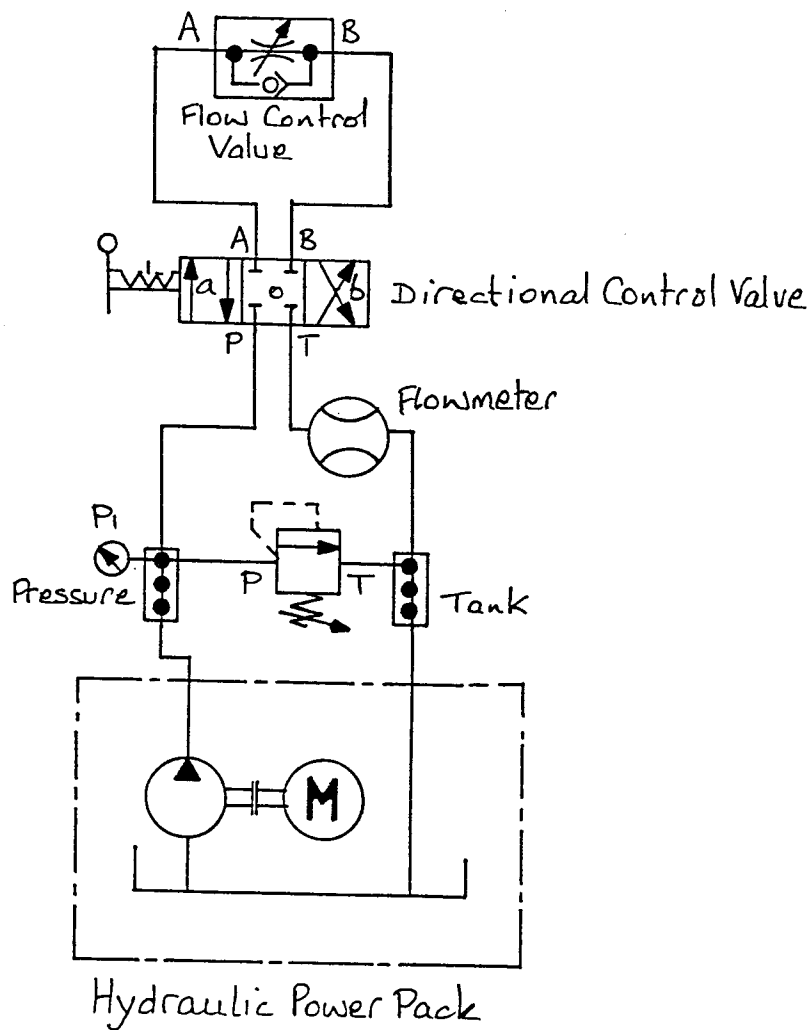 A B
Flow Control
Value
A B
a o b
Directional Control Valve
P T
Flowmeter
P1
P T
Pressure
Tank
M
Hydraulic Power Pack